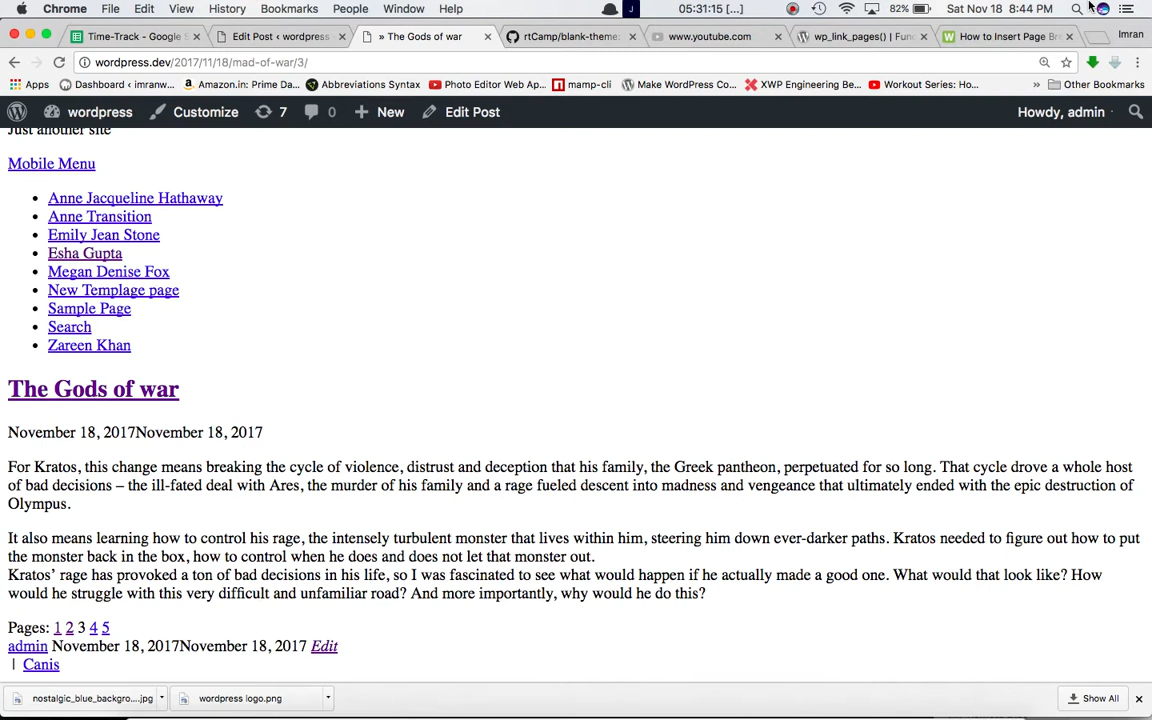 Chrome File Edit View History Bookmarks People Window Help J 05:31:15 [...] 82% Sat Nov 18 8:44 PM
Time-Track - Google S Edit Post ‹ wordpress » The Gods of war rtCamp/blank-theme: www.youtube.com wp_link_pages() | Func How to Insert Page Bre Imran
wordpress.dev/2017/11/18/mad-of-war/3/
Apps Dashboard ‹ imranw... Amazon.in: Prime Da... Abbreviations Syntax Photo Editor Web Ap... mamp-cli Make WordPress Co... XWP Engineering Be... Workout Series: Ho... » Other Bookmarks
wordpress Customize 7 0 New Edit Post Howdy, admin
Just another site
Mobile Menu
Anne Jacqueline Hathaway
Anne Transition
Emily Jean Stone
Esha Gupta
Megan Denise Fox
New Templage page
Sample Page
Search
Zareen Khan
The Gods of war
November 18, 2017November 18, 2017
For Kratos, this change means breaking the cycle of violence, distrust and deception that his family, the Greek pantheon, perpetuated for so long. That cycle drove a whole host
of bad decisions – the ill-fated deal with Ares, the murder of his family and a rage fueled descent into madness and vengeance that ultimately ended with the epic destruction of
Olympus.
It also means learning how to control his rage, the intensely turbulent monster that lives within him, steering him down ever-darker paths. Kratos needed to figure out how to put
the monster back in the box, how to control when he does and does not let that monster out.
Kratos’ rage has provoked a ton of bad decisions in his life, so I was fascinated to see what would happen if he actually made a good one. What would that look like? How
would he struggle with this very difficult and unfamiliar road? And more importantly, why would he do this?
Pages: 1 2 3 4 5
admin November 18, 2017November 18, 2017 Edit
| Canis
nostalgic_blue_backgro....jpg wordpress logo.png Show All